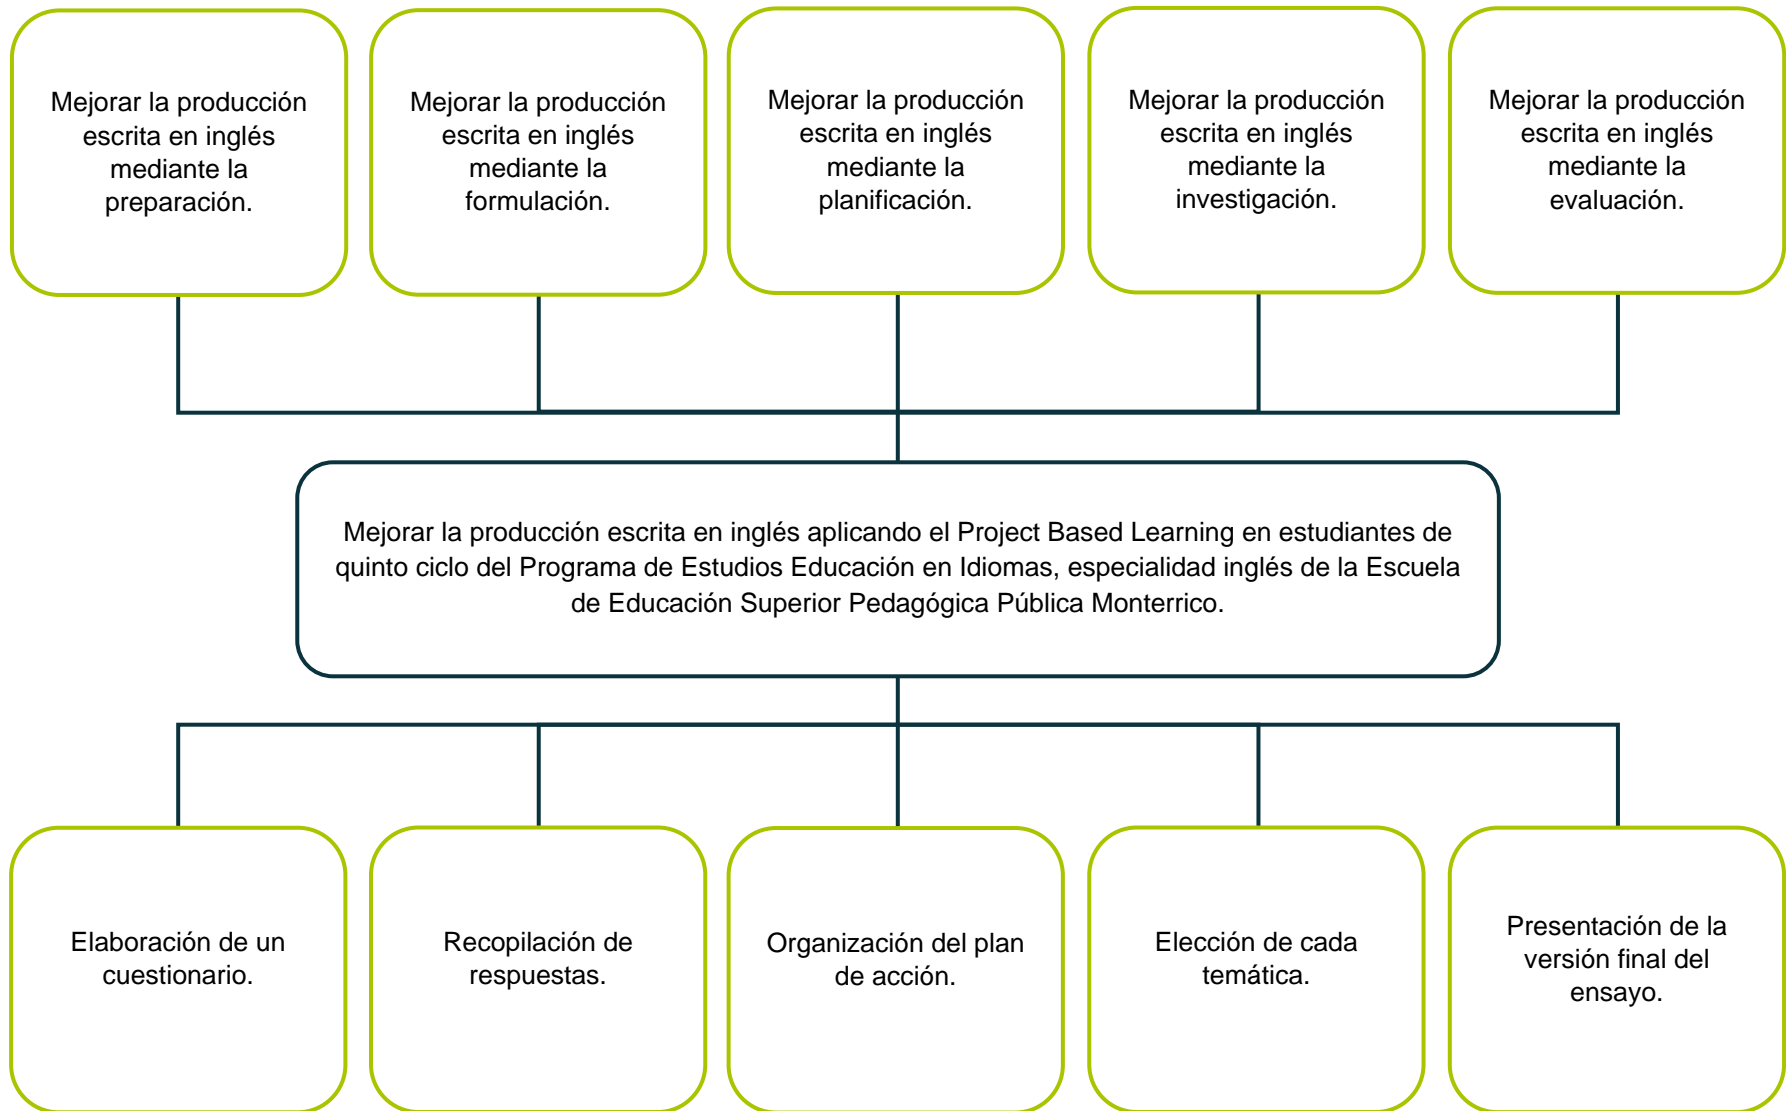 Mejorar la producción
escrita en inglés
mediante la
preparación.
Mejorar la producción
escrita en inglés
mediante la
formulación.
Mejorar la producción
escrita en inglés
mediante la
planificación.
Mejorar la producción
escrita en inglés
mediante la
investigación.
Mejorar la producción
escrita en inglés
mediante la
evaluación.
Mejorar la producción escrita en inglés aplicando el Project Based Learning en estudiantes de
quinto ciclo del Programa de Estudios Educación en Idiomas, especialidad inglés de la Escuela
de Educación Superior Pedagógica Pública Monterrico.
Elaboración de un
cuestionario.
Recopilación de
respuestas.
Organización del plan
de acción.
Elección de cada
temática.
Presentación de la
versión final del
ensayo.